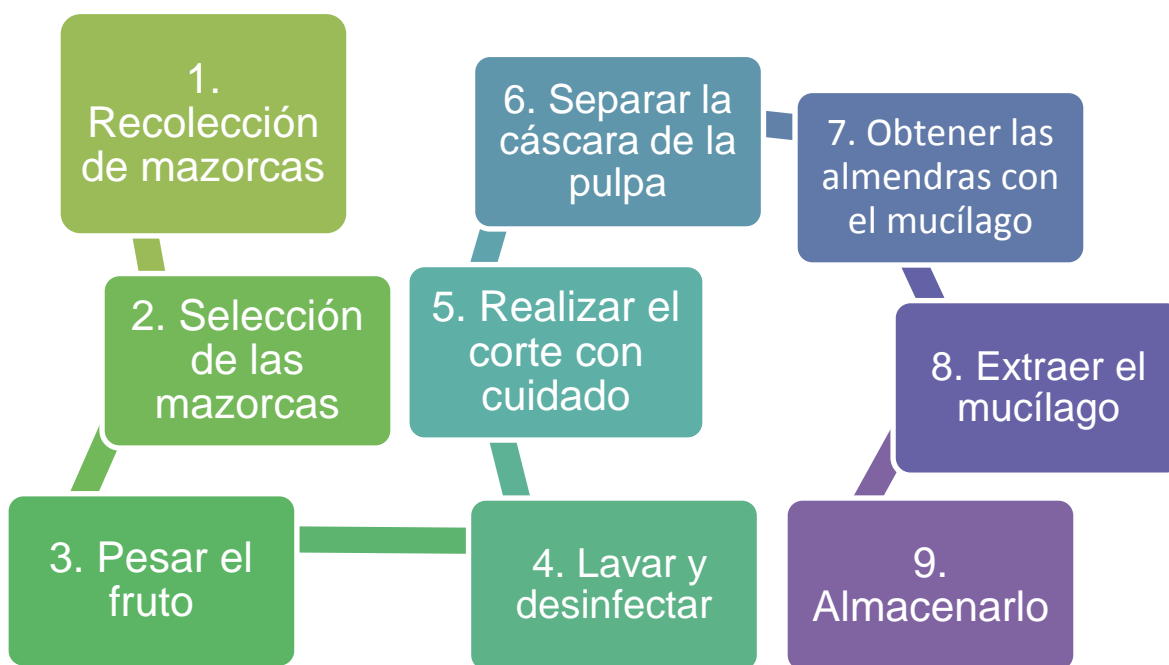 1.
Recolección
de mazorcas
2. Selección
de las
mazorcas
3. Pesar el
fruto
4. Lavar y
desinfectar
5. Realizar el
corte con
cuidado
6. Separar la
cáscara de la
pulpa
7. Obtener las
almendras con
el mucílago
8. Extraer el
mucílago
9.
Almacenarlo